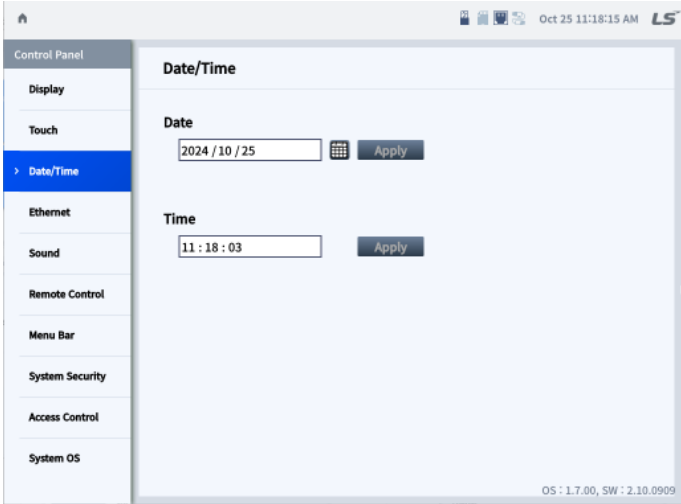 Oct 25 11:18:15 AM LS
Control Panel
Display
Touch
> Date/Time
Ethernet
Sound
Remote Control
Menu Bar
System Security
Access Control
System OS
Date/Time
Date
2024 / 10 / 25 Apply
Time
11 : 18 : 03 Apply
OS : 1.7.00, SW : 2.10.0909